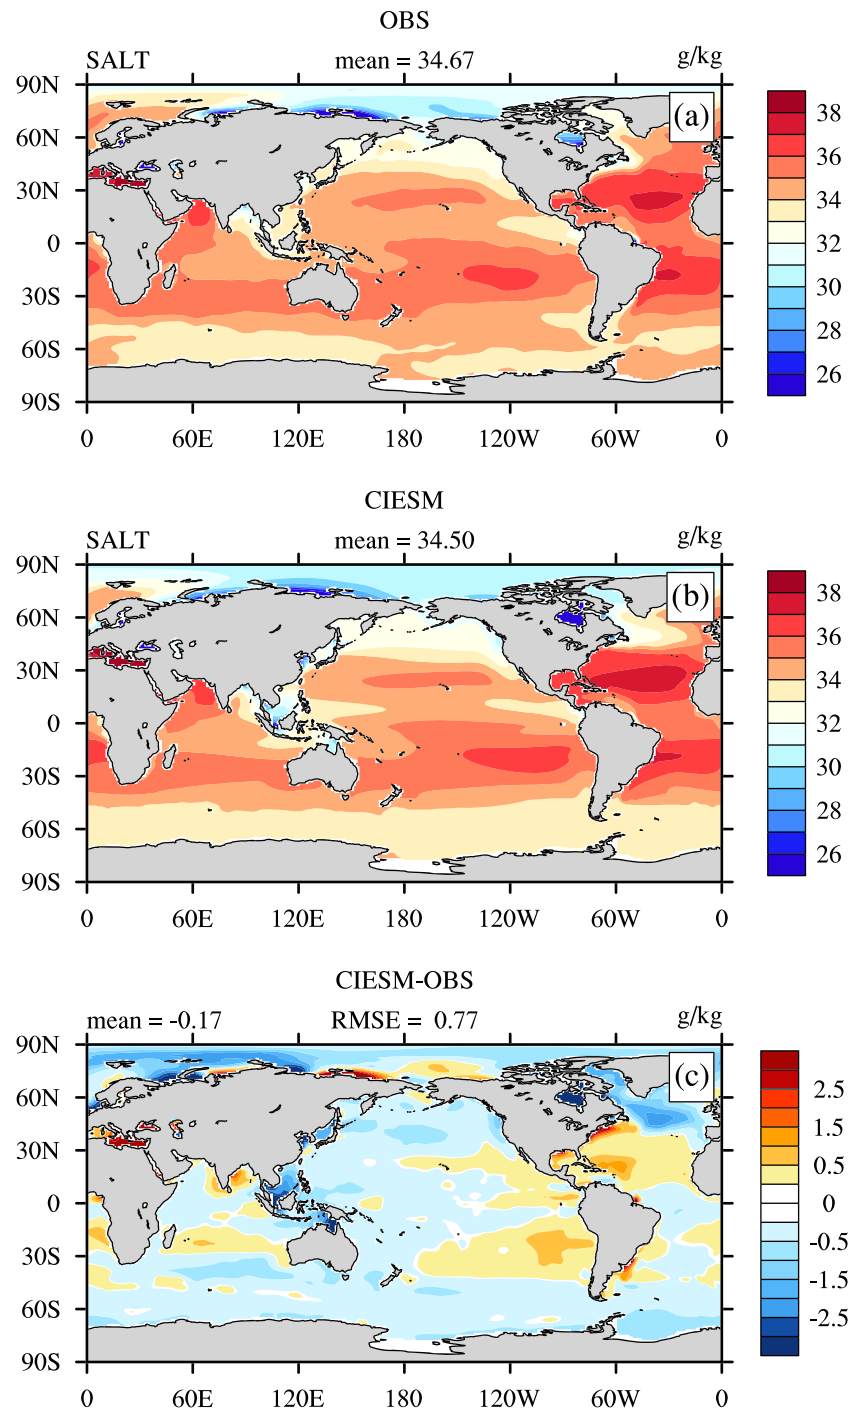 OBS
SALT mean = 34.67 g/kg
90N
60N
30N
0
30S
60S
90S
(a)
0 60E 120E 180 120W 60W 0
38
36
34
32
30
28
26
CIESM
SALT mean = 34.50 g/kg
90N
60N
30N
0
30S
60S
90S
(b)
0 60E 120E 180 120W 60W 0
38
36
34
32
30
28
26
CIESM-OBS
mean = -0.17 RMSE = 0.77 g/kg
90N
60N
30N
0
30S
60S
90S
(c)
0 60E 120E 180 120W 60W 0
2.5
1.5
0.5
0
-0.5
-1.5
-2.5